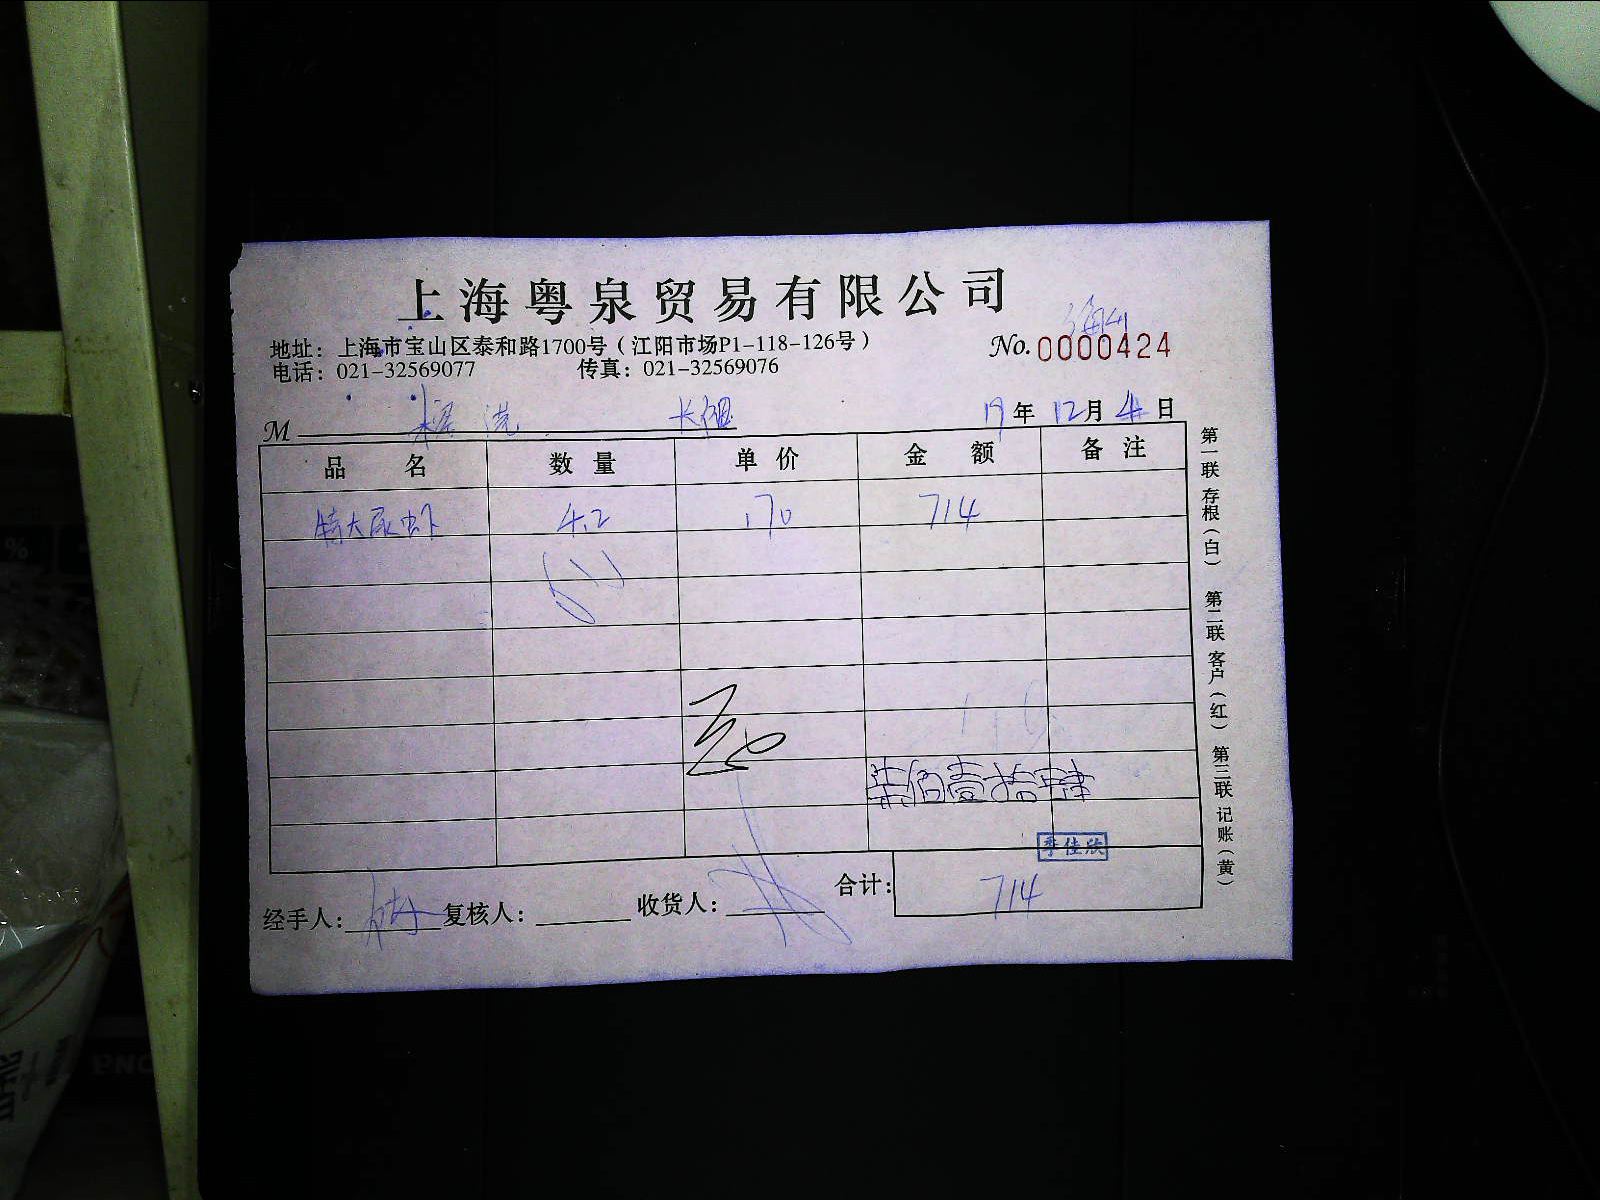 上海粤泉贸易有限公司
地址：上海市宝山区泰和路1700号（江阳市场P1-118-126号）
No.0000424
电话：021-32569077 传真：021-32569076
M
19年12月4日
品名 数量 单价 金额 备注
特大尿虾 4.2 170 714
柒佰壹拾肆
李佳欣
合计：714
经手人： 复核人： 收货人：
第一联存根（白） 第二联客户（红） 第三联记账（黄）